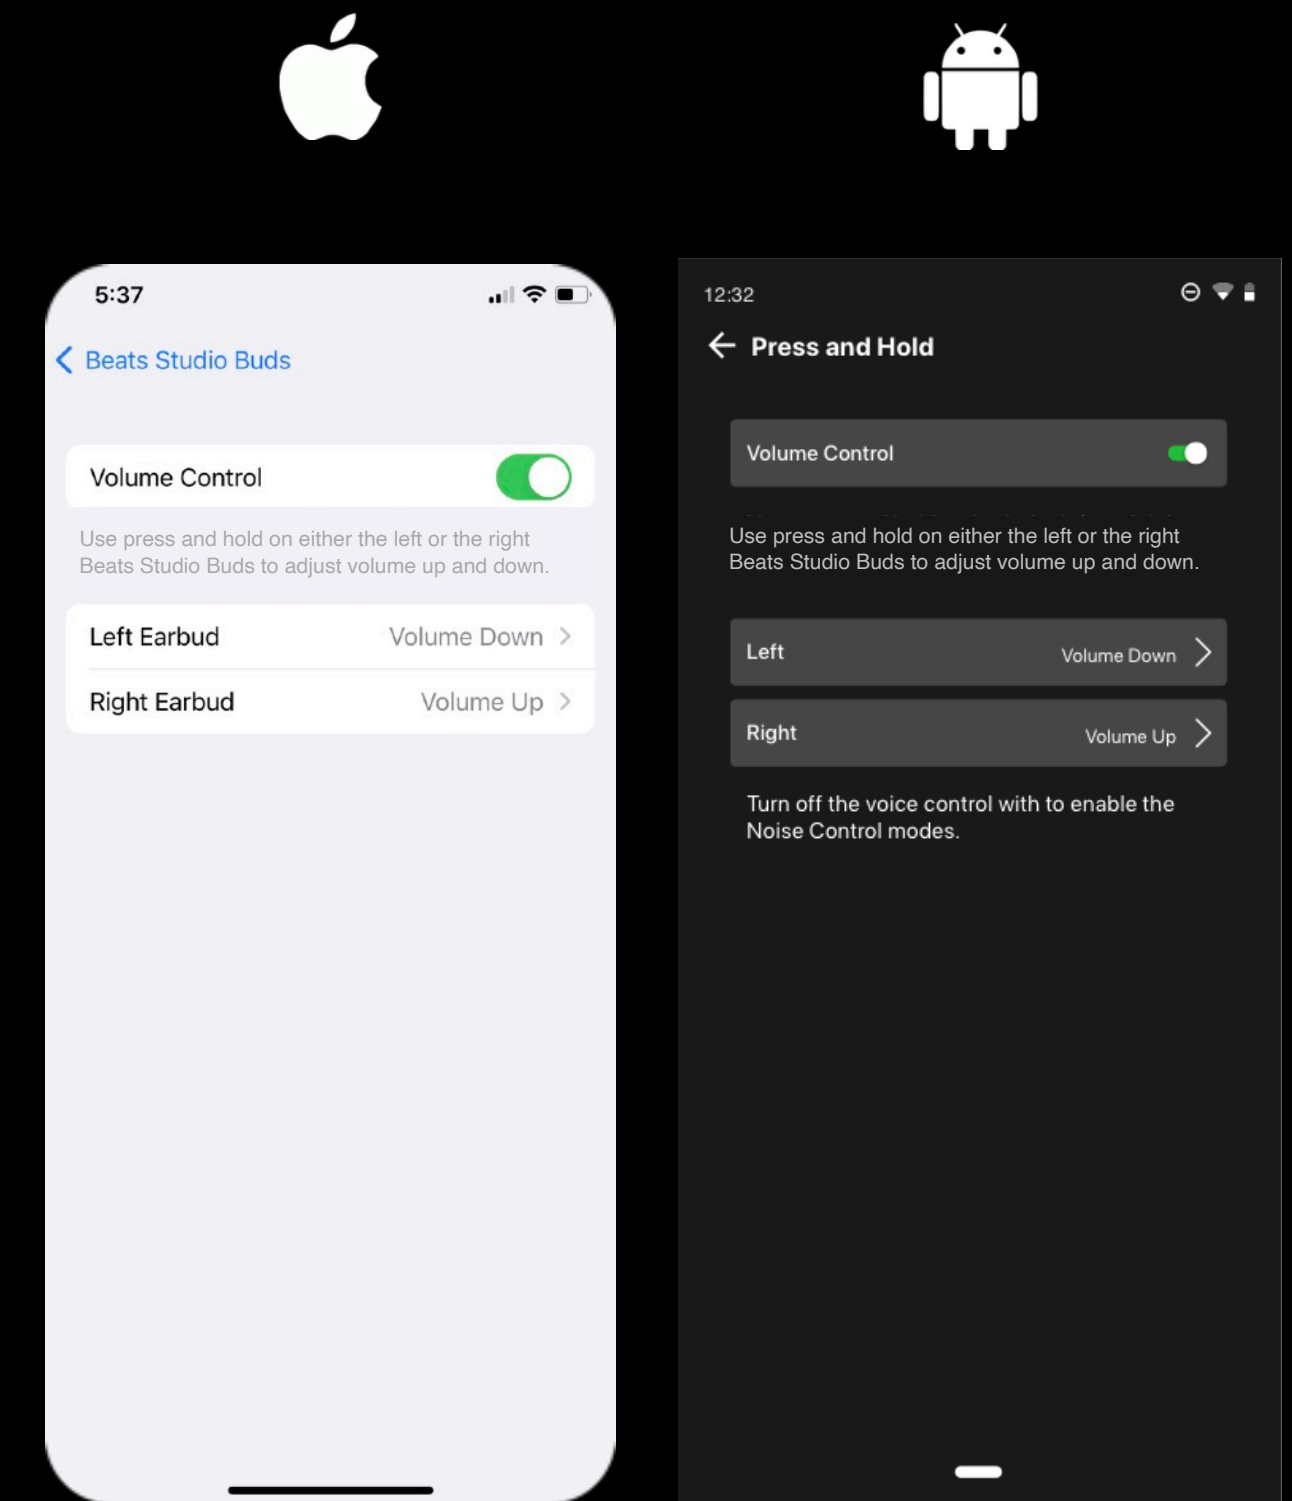 5:37
Beats Studio Buds
Volume Control
Use press and hold on either the left or the right
Beats Studio Buds to adjust volume up and down.
Left Earbud Volume Down
Right Earbud Volume Up
12:32
Press and Hold
Volume Control
Use press and hold on either the left or the right
Beats Studio Buds to adjust volume up and down.
Left Volume Down
Right Volume Up
Turn off the voice control with to enable the
Noise Control modes.